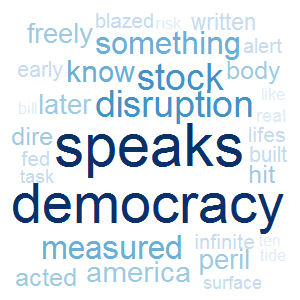 blazed risk written
freely something
alert
early know stock body
like
bill later disruption
real
dire speaks lifes
fed built
task hit
democracy
measured infinite ten
peril tide
acted america
surface